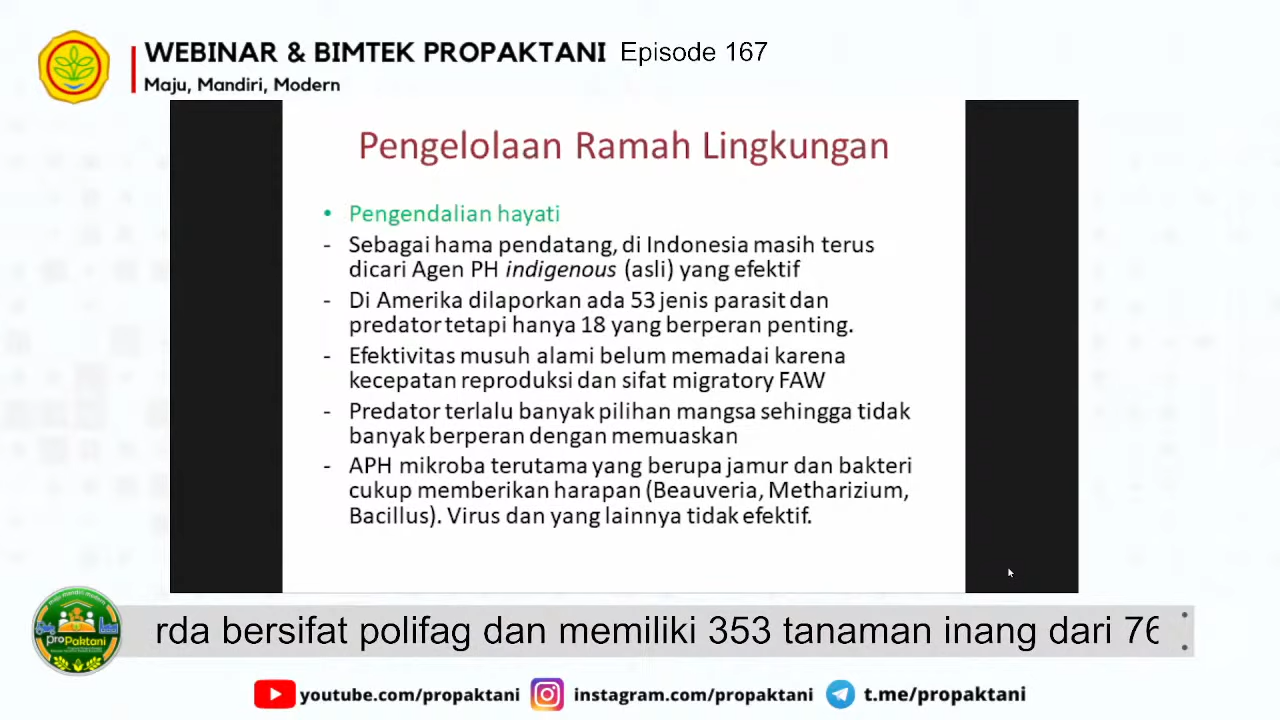 WEBINAR & BIMTEK PROPAKTANI Episode 167
Maju, Mandiri, Modern
Pengelolaan Ramah Lingkungan
• Pengendalian hayati
- Sebagai hama pendatang, di Indonesia masih terus
dicari Agen PH indigenous (asli) yang efektif
- Di Amerika dilaporkan ada 53 jenis parasit dan
predator tetapi hanya 18 yang berperan penting.
- Efektivitas musuh alami belum memadai karena
kecepatan reproduksi dan sifat migratory FAW
- Predator terlalu banyak pilihan mangsa sehingga tidak
banyak berperan dengan memuaskan
- APH mikroba terutama yang berupa jamur dan bakteri
cukup memberikan harapan (Beauveria, Metharizium,
Bacillus). Virus dan yang lainnya tidak efektif.
proPaktani
rda bersifat polifag dan memiliki 353 tanaman inang dari 76
youtube.com/propaktani instagram.com/propaktani t.me/propaktani